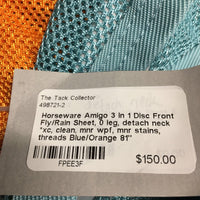 The Tack Collector
498721-2
Horseware Amigo 3 in 1 Disc Front
Fly/Rain Sheet, 0 leg, detach neck
*xc, clean, mnr wpf, mnr stains,
threads Blue/Orange 81"
FPEE3F
$150.00